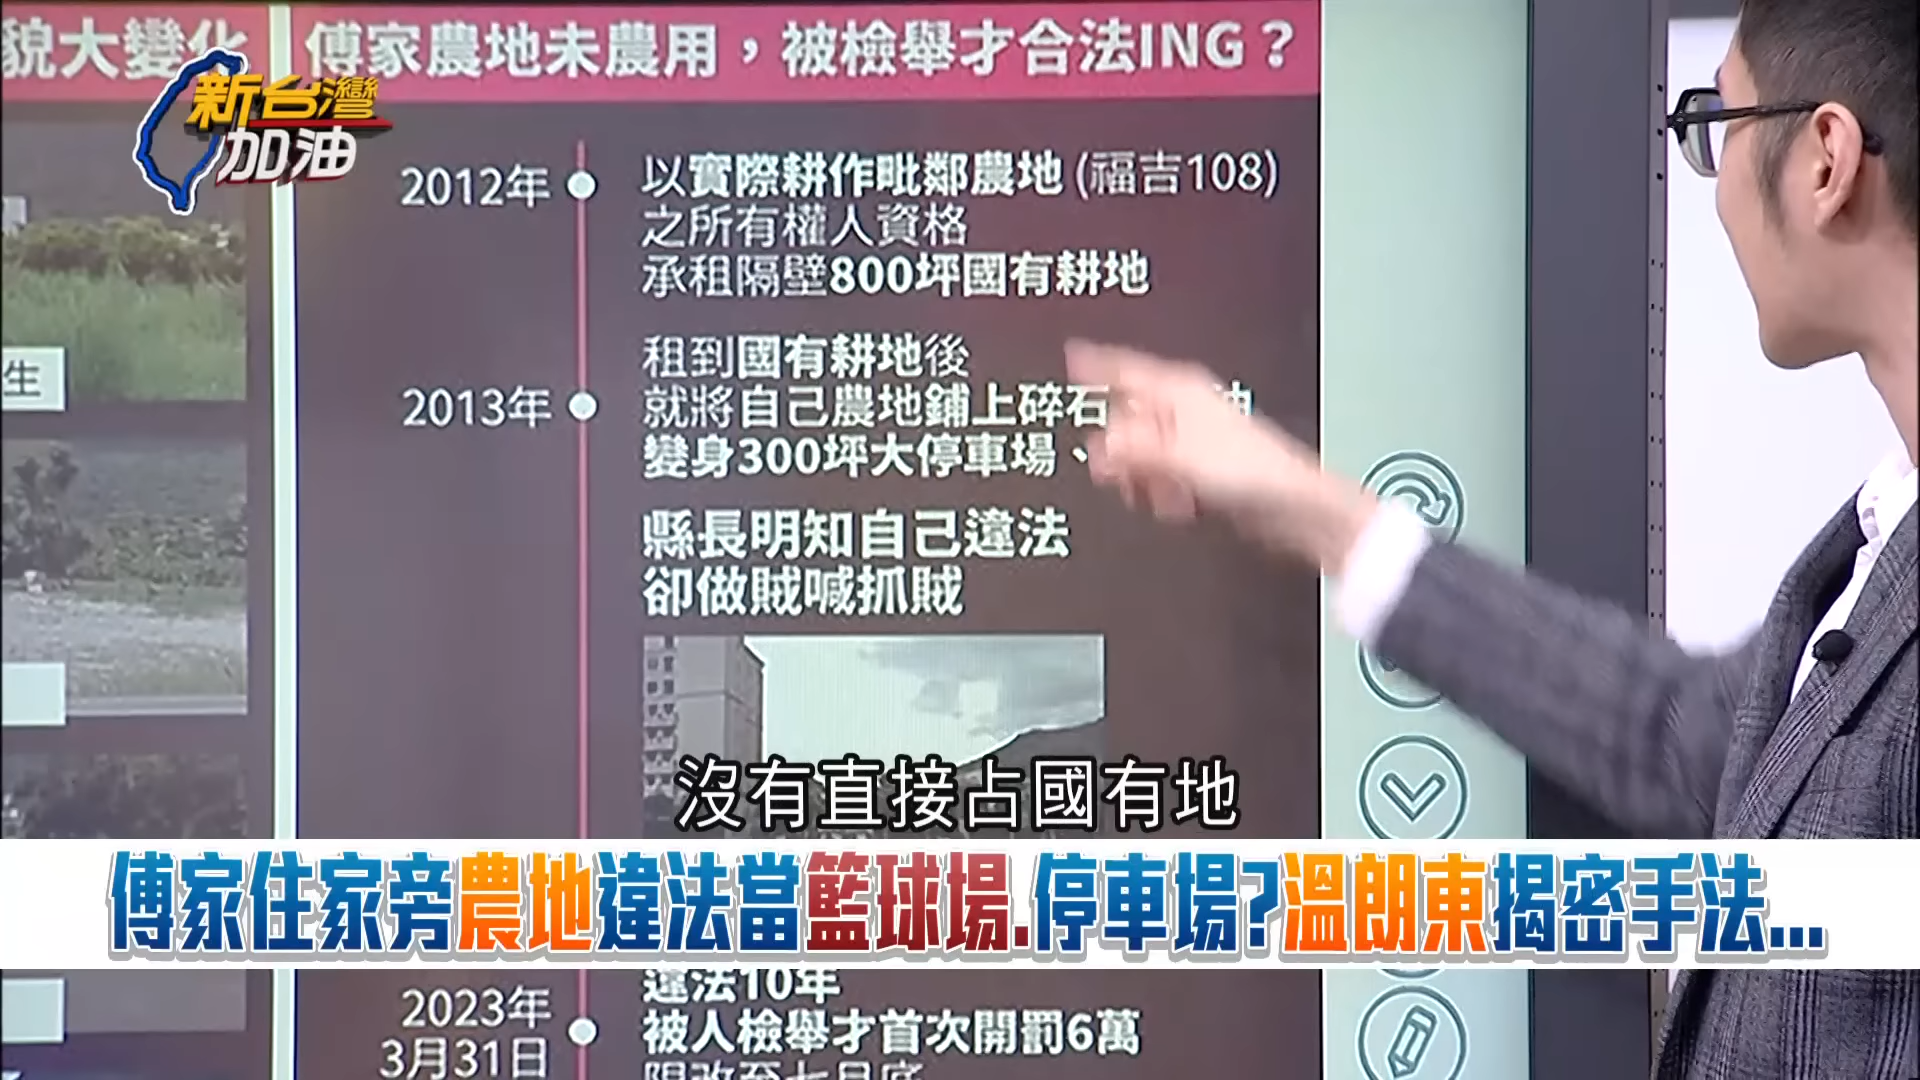 貌大變化
傅家農地未農用，被檢舉才合法ING？
新台灣
加油
2012年
以實際耕作毗鄰農地(福吉108)
之所有權人資格
承租隔壁800坪國有耕地
生
2013年
租到國有耕地後
就將自己農地鋪上碎石
變身300坪大停車場、
縣長明知自己違法
卻做賊喊抓賊
沒有直接占國有地
傅家住家旁農地違法當籃球場.停車場?溫朗東揭密手法...
2023年
3月31日
違法10年
被人檢舉才首次開罰6萬